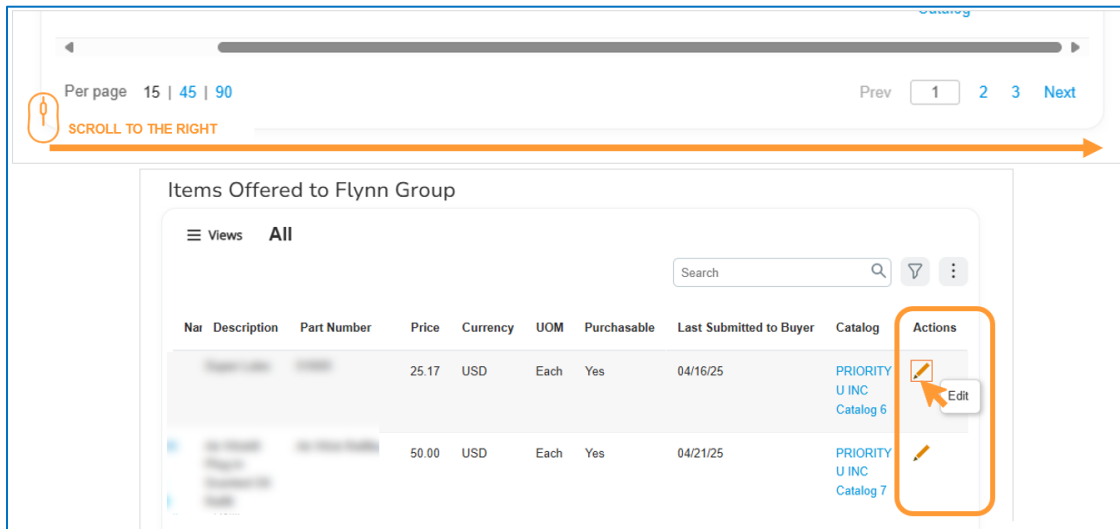 Per page 15 | 45 | 90 Prev 1 2 3 Next
SCROLL TO THE RIGHT
Items Offered to Flynn Group
Views All
Search
Nar Description Part Number Price Currency UOM Purchasable Last Submitted to Buyer Catalog Actions
25.17 USD Each Yes 04/16/25 PRIORITY
U INC
Catalog 6
Edit
50.00 USD Each Yes 04/21/25 PRIORITY
U INC
Catalog 7